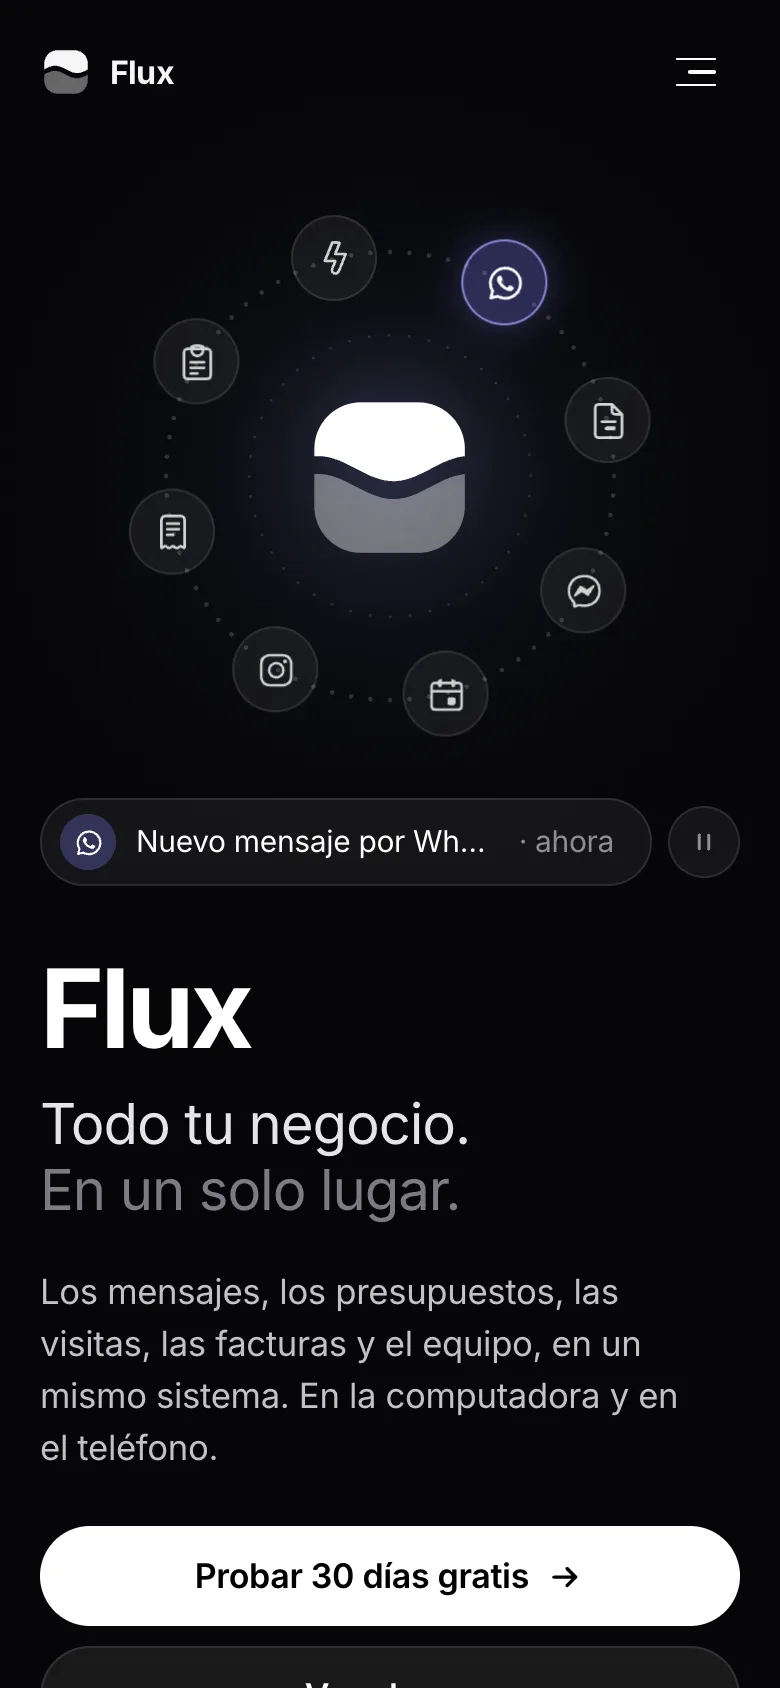 Flux
Nuevo mensaje por Wh... · ahora
Flux
Todo tu negocio.
En un solo lugar.
Los mensajes, los presupuestos, las
visitas, las facturas y el equipo, en un
mismo sistema. En la computadora y en
el teléfono.
Probar 30 días gratis →